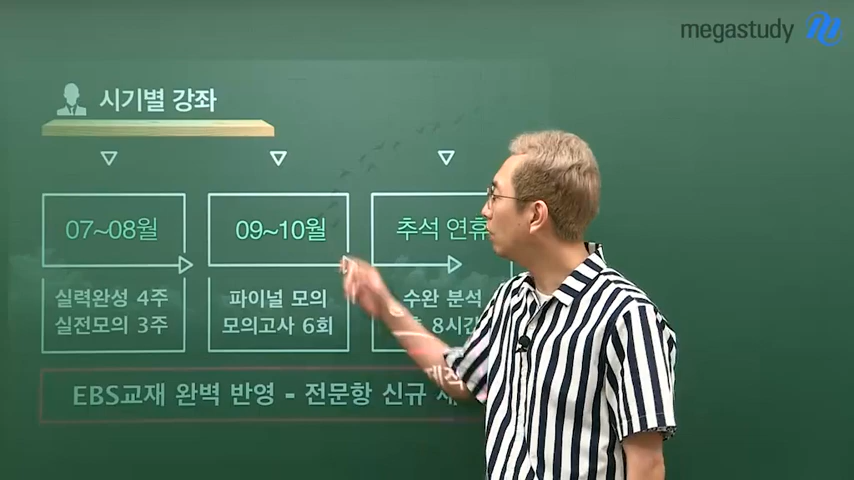 megastudy
시기별 강좌
07~08월
09~10월
추석 연휴
실력완성 4주
실전모의 3주
파이널 모의
모의고사 6회
수완 분석
8시간
EBS교재 완벽 반영 - 전문항 신규